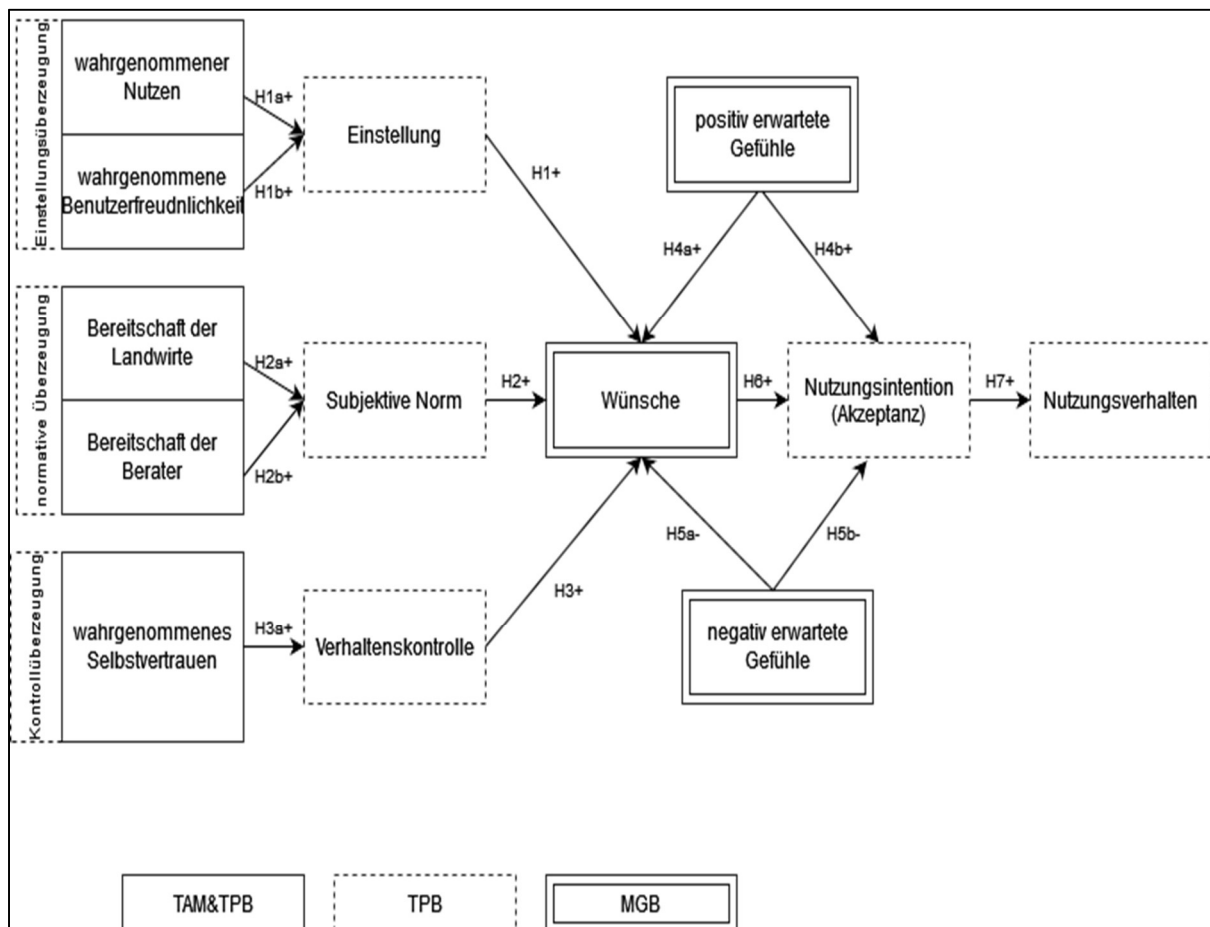 Einstellungsüberzeugung
wahrgenommener
Nutzen
wahrgenommene
Benutzerfreudnlichkeit
H1a+
H1b+
Einstellung
H1+
positiv erwartete
Gefühle
H4a+
H4b+
normative Überzeugung
Bereitschaft der
Landwirte
Bereitschaft der
Berater
H2a+
H2b+
Subjektive Norm
H2+
Wünsche
H6+
Nutzungsintention
(Akzeptanz)
H7+
Nutzungsverhalten
Kontrollüberzeugung
wahrgenommenes
Selbstvertrauen
H3a+
Verhaltenskontrolle
H3+
H5a-
H5b-
negativ erwartete
Gefühle
TAM&TPB
TPB
MGB